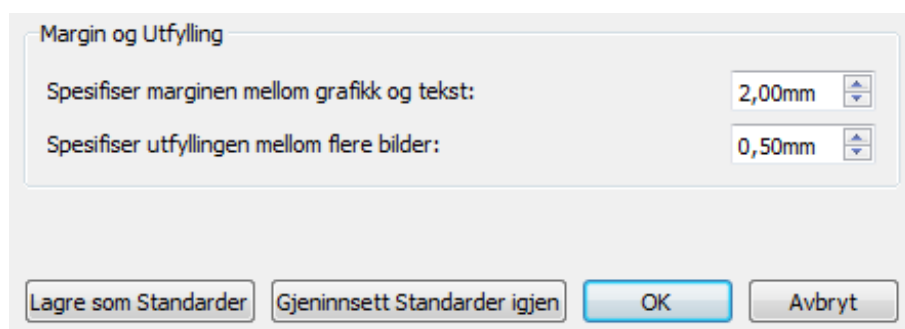 Margin og Utfylling
Spesifiser marginen mellom grafikk og tekst: 2,00mm
Spesifiser utfyllingen mellom flere bilder: 0,50mm
Lagre som Standarder Gjeninnsett Standarder igjen OK Avbryt